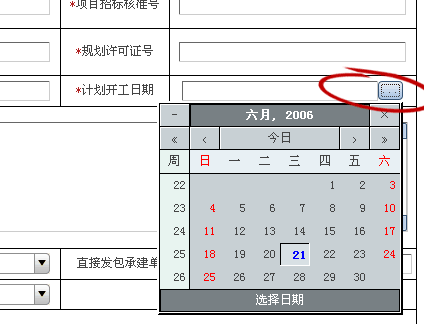 *项目招标核准号
*规划许可证号
*计划开工日期 ...
- 六月, 2006 ×
« ‹ 今日 › »
周 日 一 二 三 四 五 六
22 1 2 3
23 4 5 6 7 8 9 10
24 11 12 13 14 15 16 17
25 18 19 20 21 22 23 24
26 25 26 27 28 29 30
选择日期
直接发包承建单